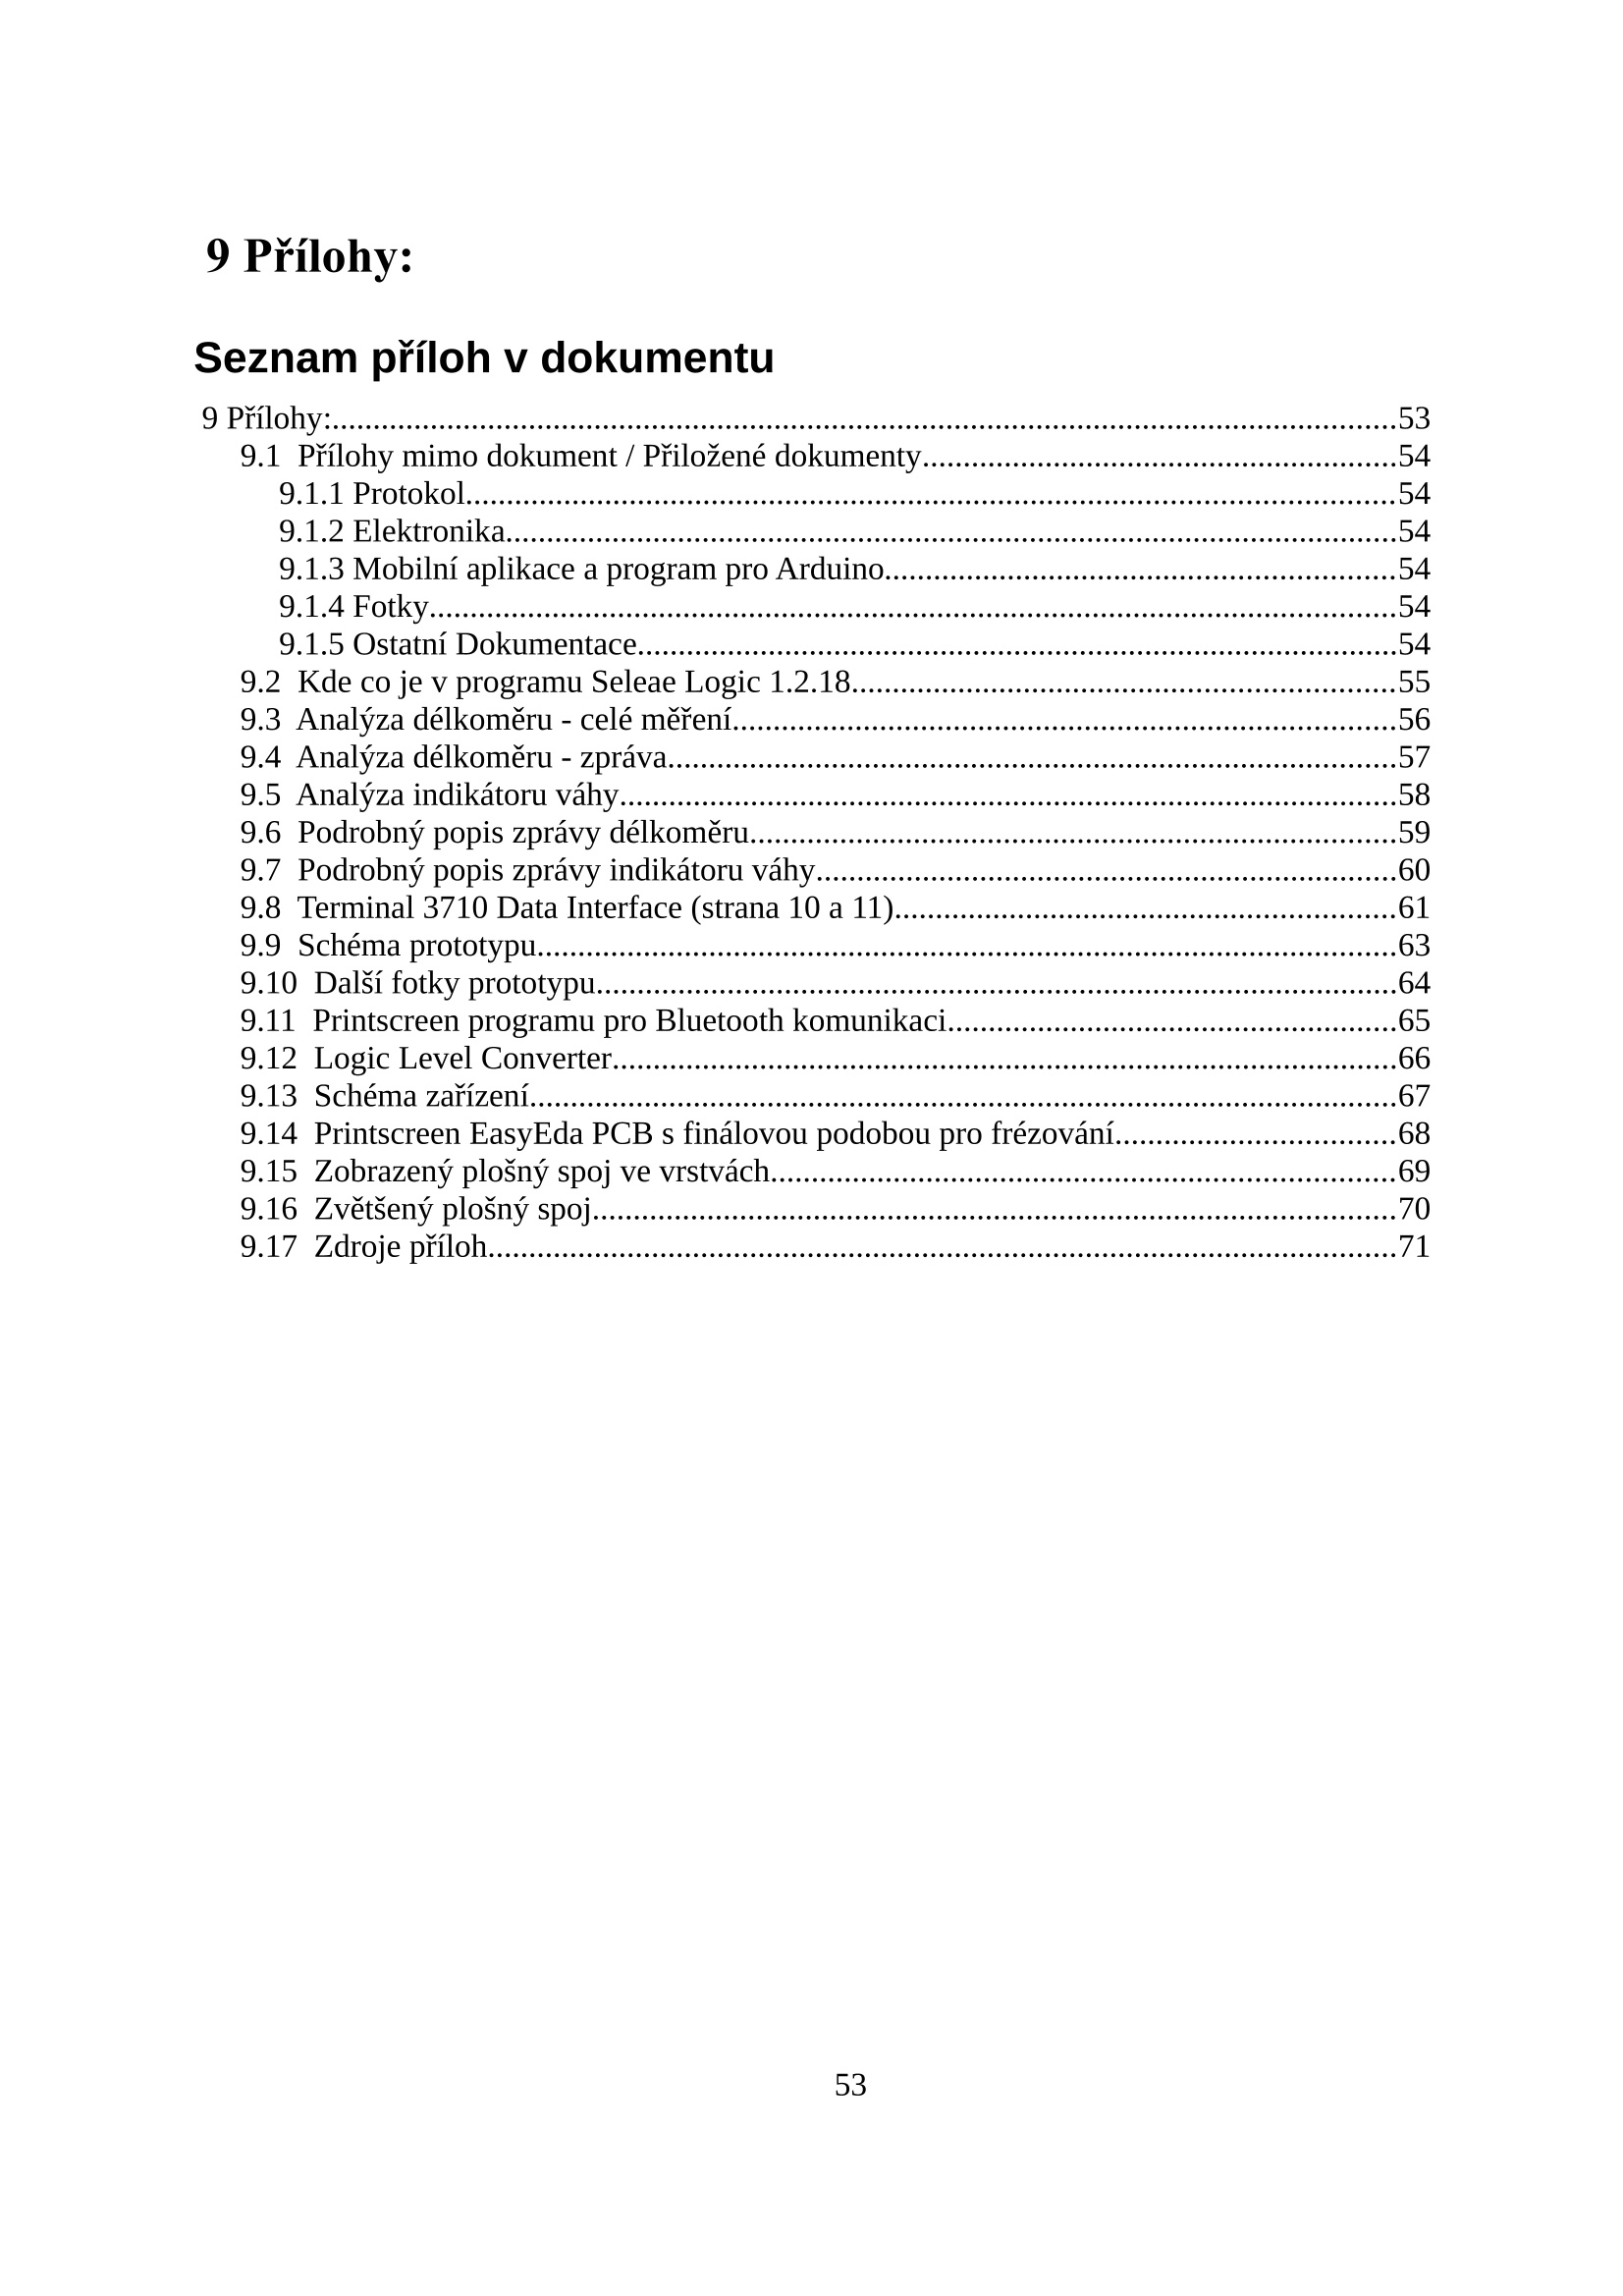 9 Přílohy:
Seznam příloh v dokumentu
9 Přílohy:....................................................................................................................................53
9.1  Přílohy mimo dokument / Přiložené dokumenty..........................................................54
9.1.1 Protokol..................................................................................................................54
9.1.2 Elektronika.............................................................................................................54
9.1.3 Mobilní aplikace a program pro Arduino..............................................................54
9.1.4 Fotky......................................................................................................................54
9.1.5 Ostatní Dokumentace............................................................................................54
9.2  Kde co je v programu Seleae Logic 1.2.18..................................................................55
9.3  Analýza délkoměru - celé měření.................................................................................56
9.4  Analýza délkoměru - zpráva.........................................................................................57
9.5  Analýza indikátoru váhy...............................................................................................58
9.6  Podrobný popis zprávy délkoměru...............................................................................59
9.7  Podrobný popis zprávy indikátoru váhy.......................................................................60
9.8  Terminal 3710 Data Interface (strana 10 a 11).............................................................61
9.9  Schéma prototypu.........................................................................................................63
9.10  Další fotky prototypu..................................................................................................64
9.11  Printscreen programu pro Bluetooth komunikaci.......................................................65
9.12  Logic Level Converter................................................................................................66
9.13  Schéma zařízení..........................................................................................................67
9.14  Printscreen EasyEda PCB s finálovou podobou pro frézování..................................68
9.15  Zobrazený plošný spoj ve vrstvách.............................................................................69
9.16  Zvětšený plošný spoj..................................................................................................70
9.17  Zdroje příloh...............................................................................................................71
53